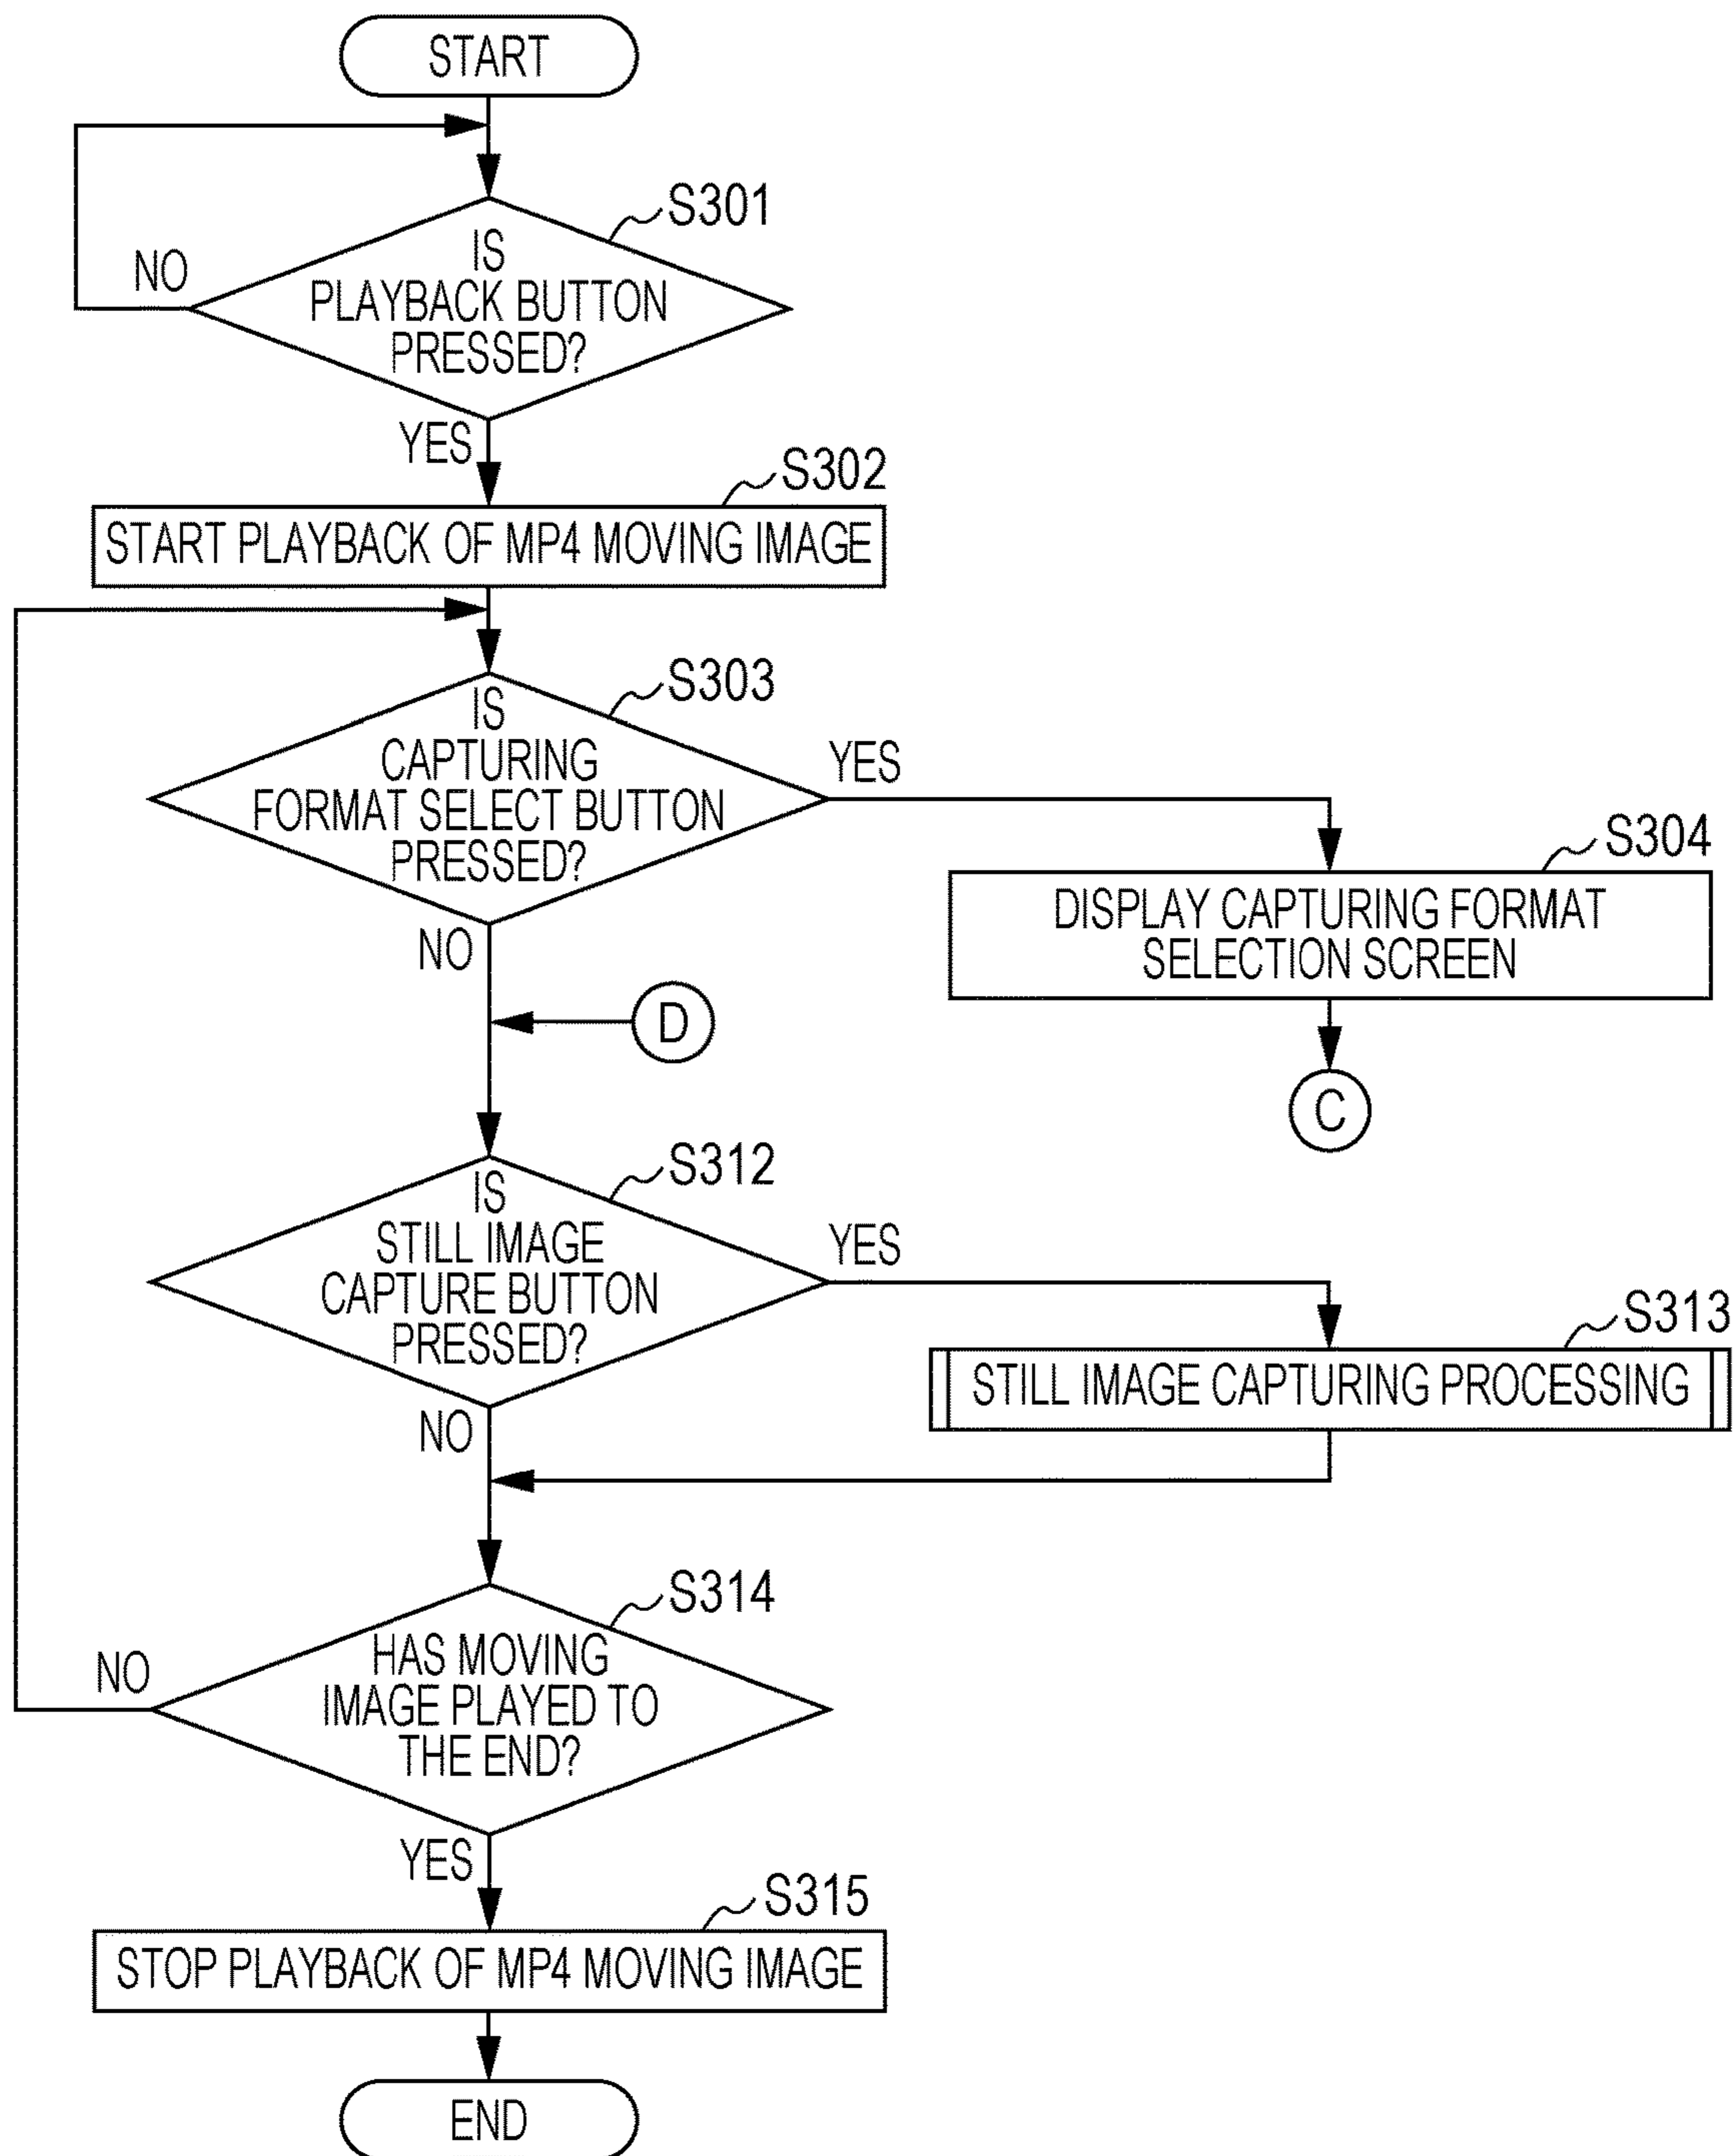 START
S301
NO
IS
PLAYBACK BUTTON
PRESSED?
YES
S302
START PLAYBACK OF MP4 MOVING IMAGE
S303
IS
CAPTURING
FORMAT SELECT BUTTON
PRESSED?
YES
S304
DISPLAY CAPTURING FORMAT
SELECTION SCREEN
NO
D
C
S312
IS
STILL IMAGE
CAPTURE BUTTON
PRESSED?
YES
S313
STILL IMAGE CAPTURING PROCESSING
NO
S314
HAS MOVING
IMAGE PLAYED TO
THE END?
NO
YES
S315
STOP PLAYBACK OF MP4 MOVING IMAGE
END